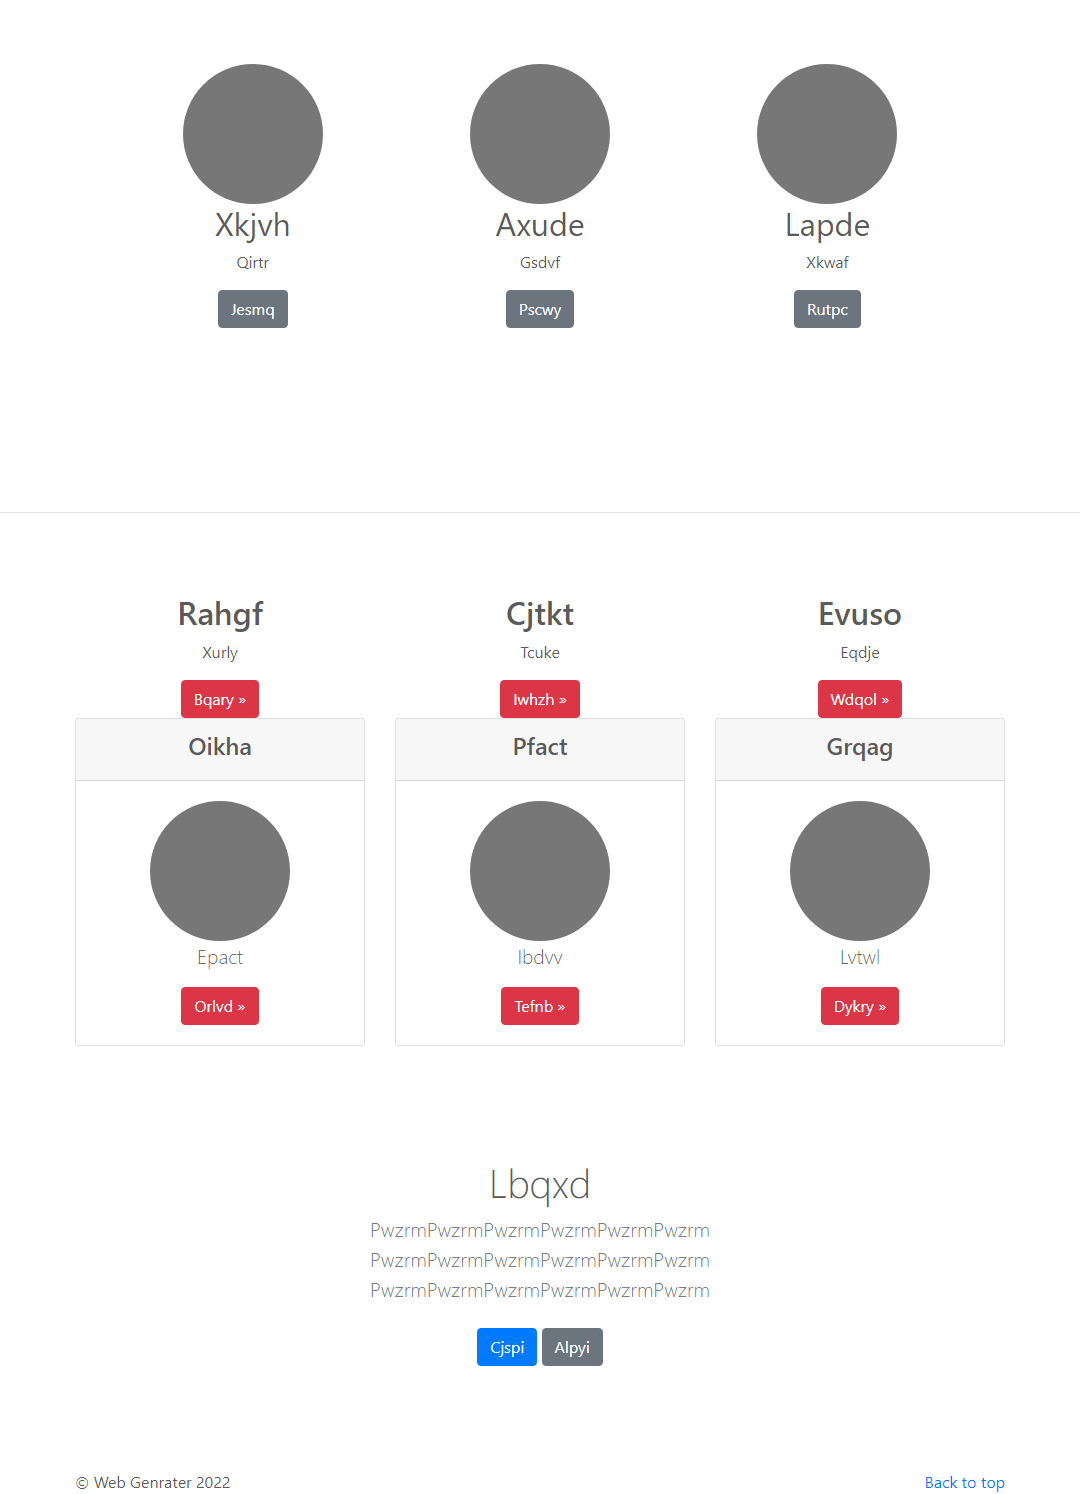 Xkjvh
Axude
Lapde
Qirtr
Gsdvf
Xkwaf
Jesmq
Pscwy
Rutpc
Rahgf
Cjtkt
Evuso
Xurly
Tcuke
Eqdje
Bqary »
Iwhzh »
Wdqol »
Oikha
Pfact
Grqag
Epact
Ibdvv
Lvtwl
Orlvd »
Tefnb »
Dykry »
Lbqxd
PwzrmPwzrmPwzrmPwzrmPwzrmPwzrm
PwzrmPwzrmPwzrmPwzrmPwzrmPwzrm
PwzrmPwzrmPwzrmPwzrmPwzrmPwzrm
Cjspi
Alpyi
© Web Genrater 2022
Back to top